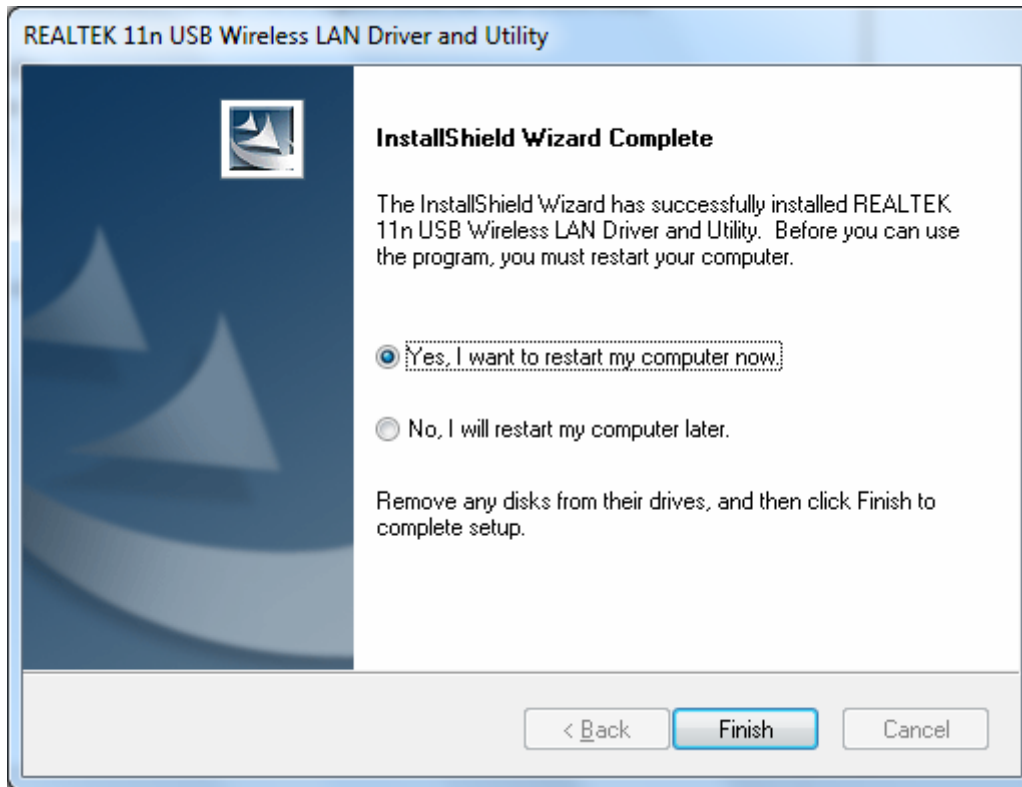 REALTEK 11n USB Wireless LAN Driver and Utility
InstallShield Wizard Complete
The InstallShield Wizard has successfully installed REALTEK
11n USB Wireless LAN Driver and Utility.  Before you can use
the program, you must restart your computer.
Yes, I want to restart my computer now.
No, I will restart my computer later.
Remove any disks from their drives, and then click Finish to
complete setup.
< Back
Finish
Cancel